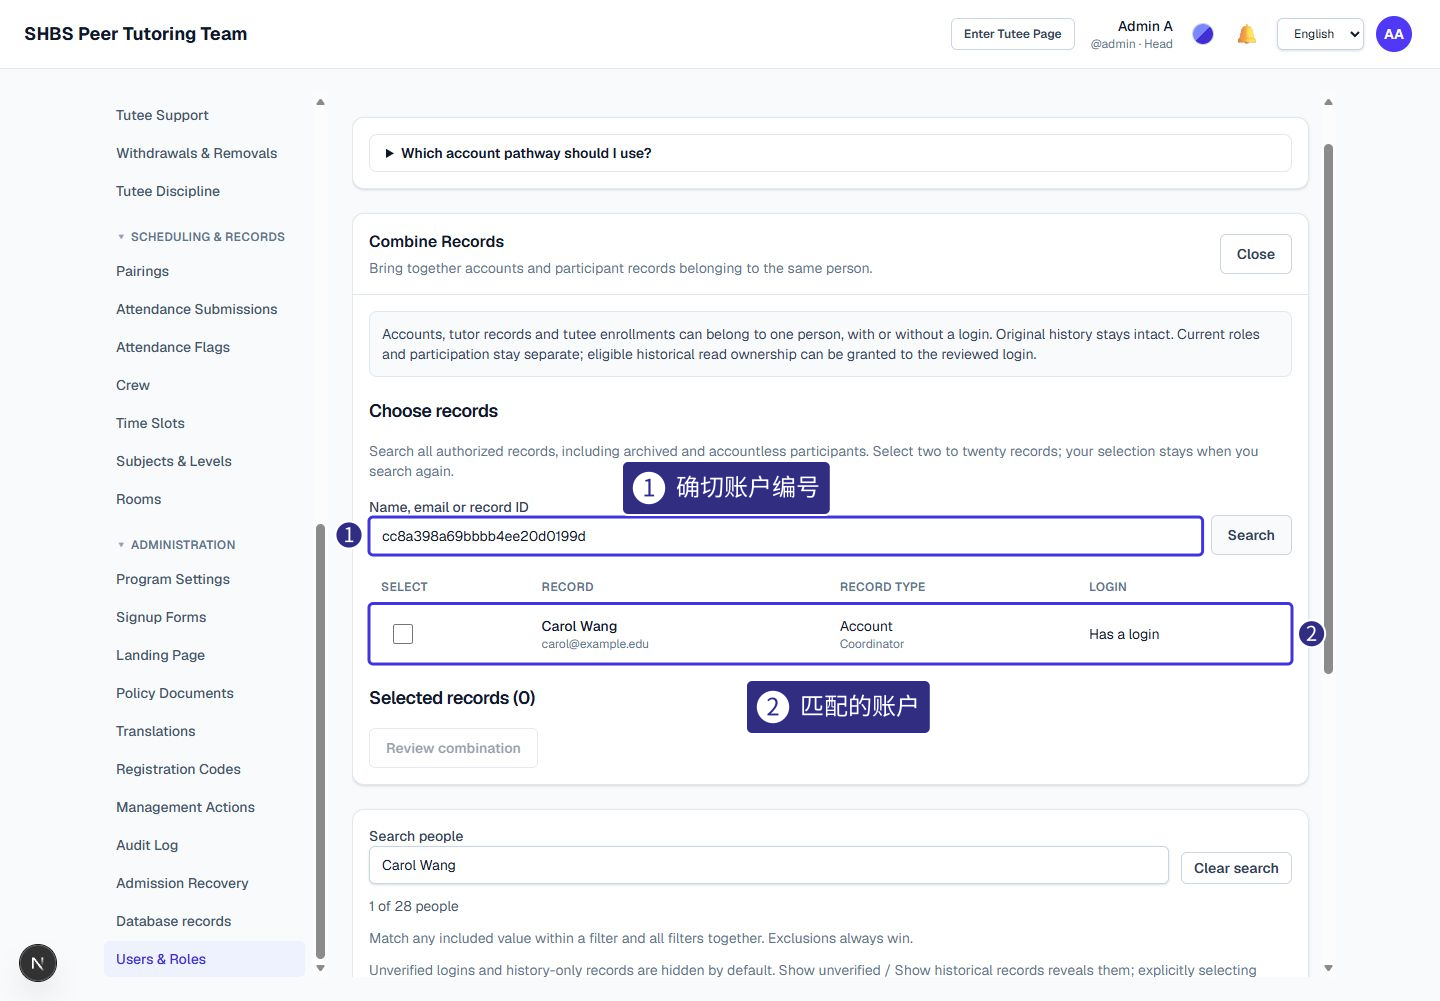 SHBS Peer Tutoring Team
Enter Tutee Page
Admin A
@admin · Head
English
AA
Tutee Support
Withdrawals & Removals
Tutee Discipline
SCHEDULING & RECORDS
Pairings
Attendance Submissions
Attendance Flags
Crew
Time Slots
Subjects & Levels
Rooms
ADMINISTRATION
Program Settings
Signup Forms
Landing Page
Policy Documents
Translations
Registration Codes
Management Actions
Audit Log
Admission Recovery
Database records
Users & Roles
N
Which account pathway should I use?
Combine Records
Bring together accounts and participant records belonging to the same person.
Close
Accounts, tutor records and tutee enrollments can belong to one person, with or without a login. Original history stays intact. Current roles
and participation stay separate; eligible historical read ownership can be granted to the reviewed login.
Choose records
Search all authorized records, including archived and accountless participants. Select two to twenty records; your selection stays when you
search again.
1 确切账户编号
Name, email or record ID
1
cc8a398a69bbbb4ee20d0199d
Search
SELECT RECORD RECORD TYPE LOGIN
Carol Wang Account Has a login
carol@example.edu Coordinator
2
Selected records (0)
2 匹配的账户
Review combination
Search people
Carol Wang
Clear search
1 of 28 people
Match any included value within a filter and all filters together. Exclusions always win.
Unverified logins and history-only records are hidden by default. Show unverified / Show historical records reveals them; explicitly selecting